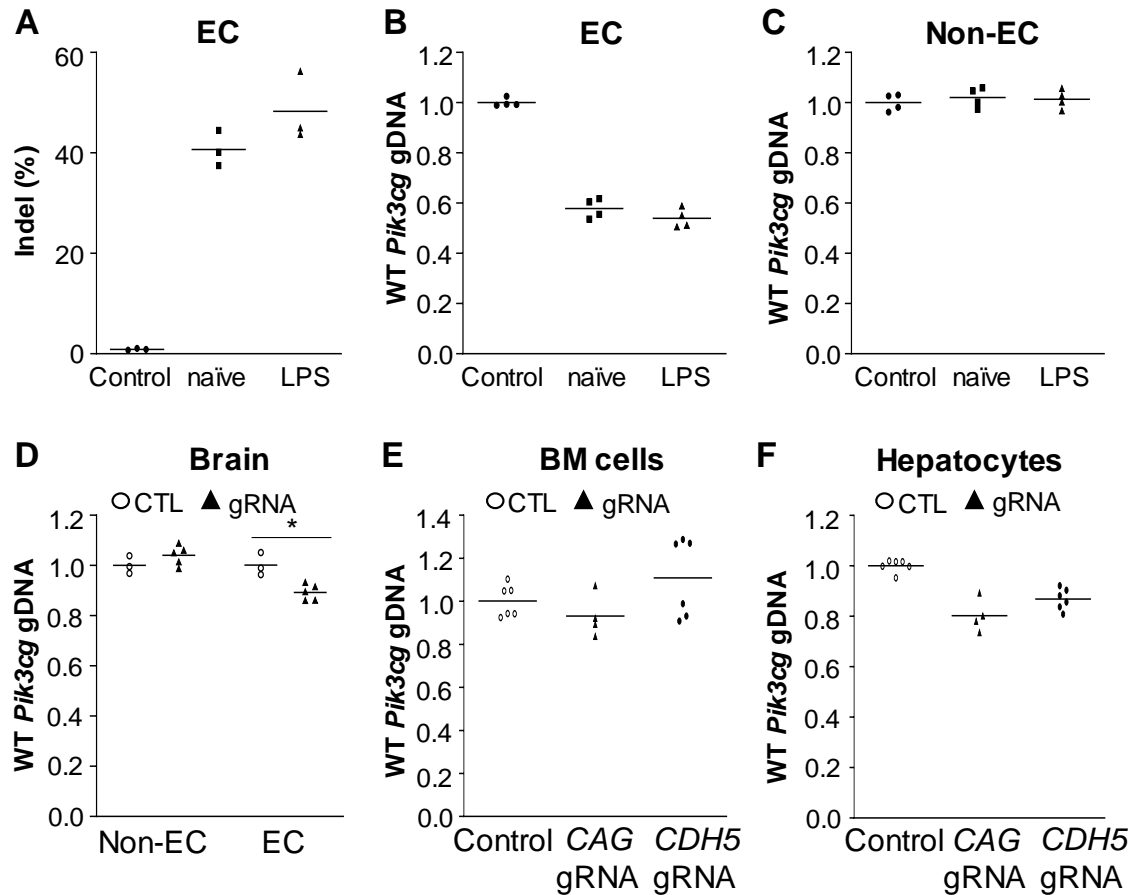 A
EC
Indel (%)
60
40
20
0
Control naïve LPS
B
EC
WT Pik3cg gDNA
1.2
1.0
0.8
0.6
0.4
0.2
0.0
Control naïve LPS
C
Non-EC
WT Pik3cg gDNA
1.2
1.0
0.8
0.6
0.4
0.2
0.0
Control naïve LPS
D
Brain
CTL gRNA
WT Pik3cg gDNA
1.2
1.0
0.8
0.6
0.4
0.2
0.0
*
Non-EC EC
E
BM cells
WT Pik3cg gDNA
1.4
1.2
1.0
0.8
0.6
0.4
0.2
0.0
Control CAG CDH5
gRNA gRNA
F
Hepatocytes
CTL gRNA
WT Pik3cg gDNA
1.2
1.0
0.8
0.6
0.4
0.2
0.0
Control CAG CDH5
gRNA gRNA